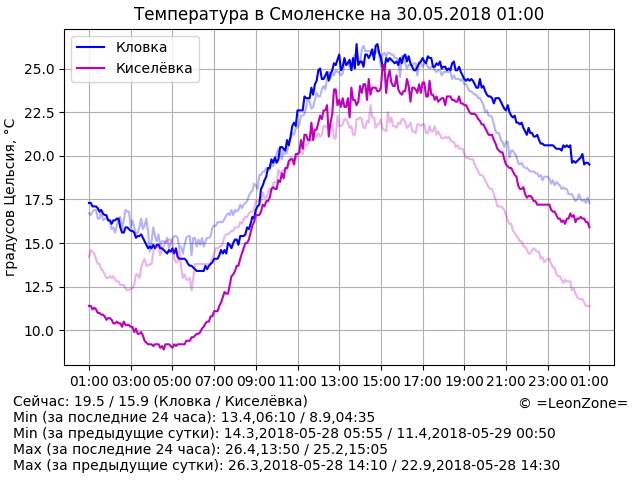 Температура в Смоленске на 30.05.2018 01:00
Кловка
Киселёвка
градусов Цельсия, °C
25.0
22.5
20.0
17.5
15.0
12.5
10.0
01:00 03:00 05:00 07:00 09:00 11:00 13:00 15:00 17:00 19:00 21:00 23:00 01:00
Сейчас: 19.5 / 15.9 (Кловка / Киселёвка)
© =LeonZone=
Min (за последние 24 часа): 13.4,06:10 / 8.9,04:35
Min (за предыдущие сутки): 14.3,2018-05-28 05:55 / 11.4,2018-05-29 00:50
Max (за последние 24 часа): 26.4,13:50 / 25.2,15:05
Max (за предыдущие сутки): 26.3,2018-05-28 14:10 / 22.9,2018-05-28 14:30